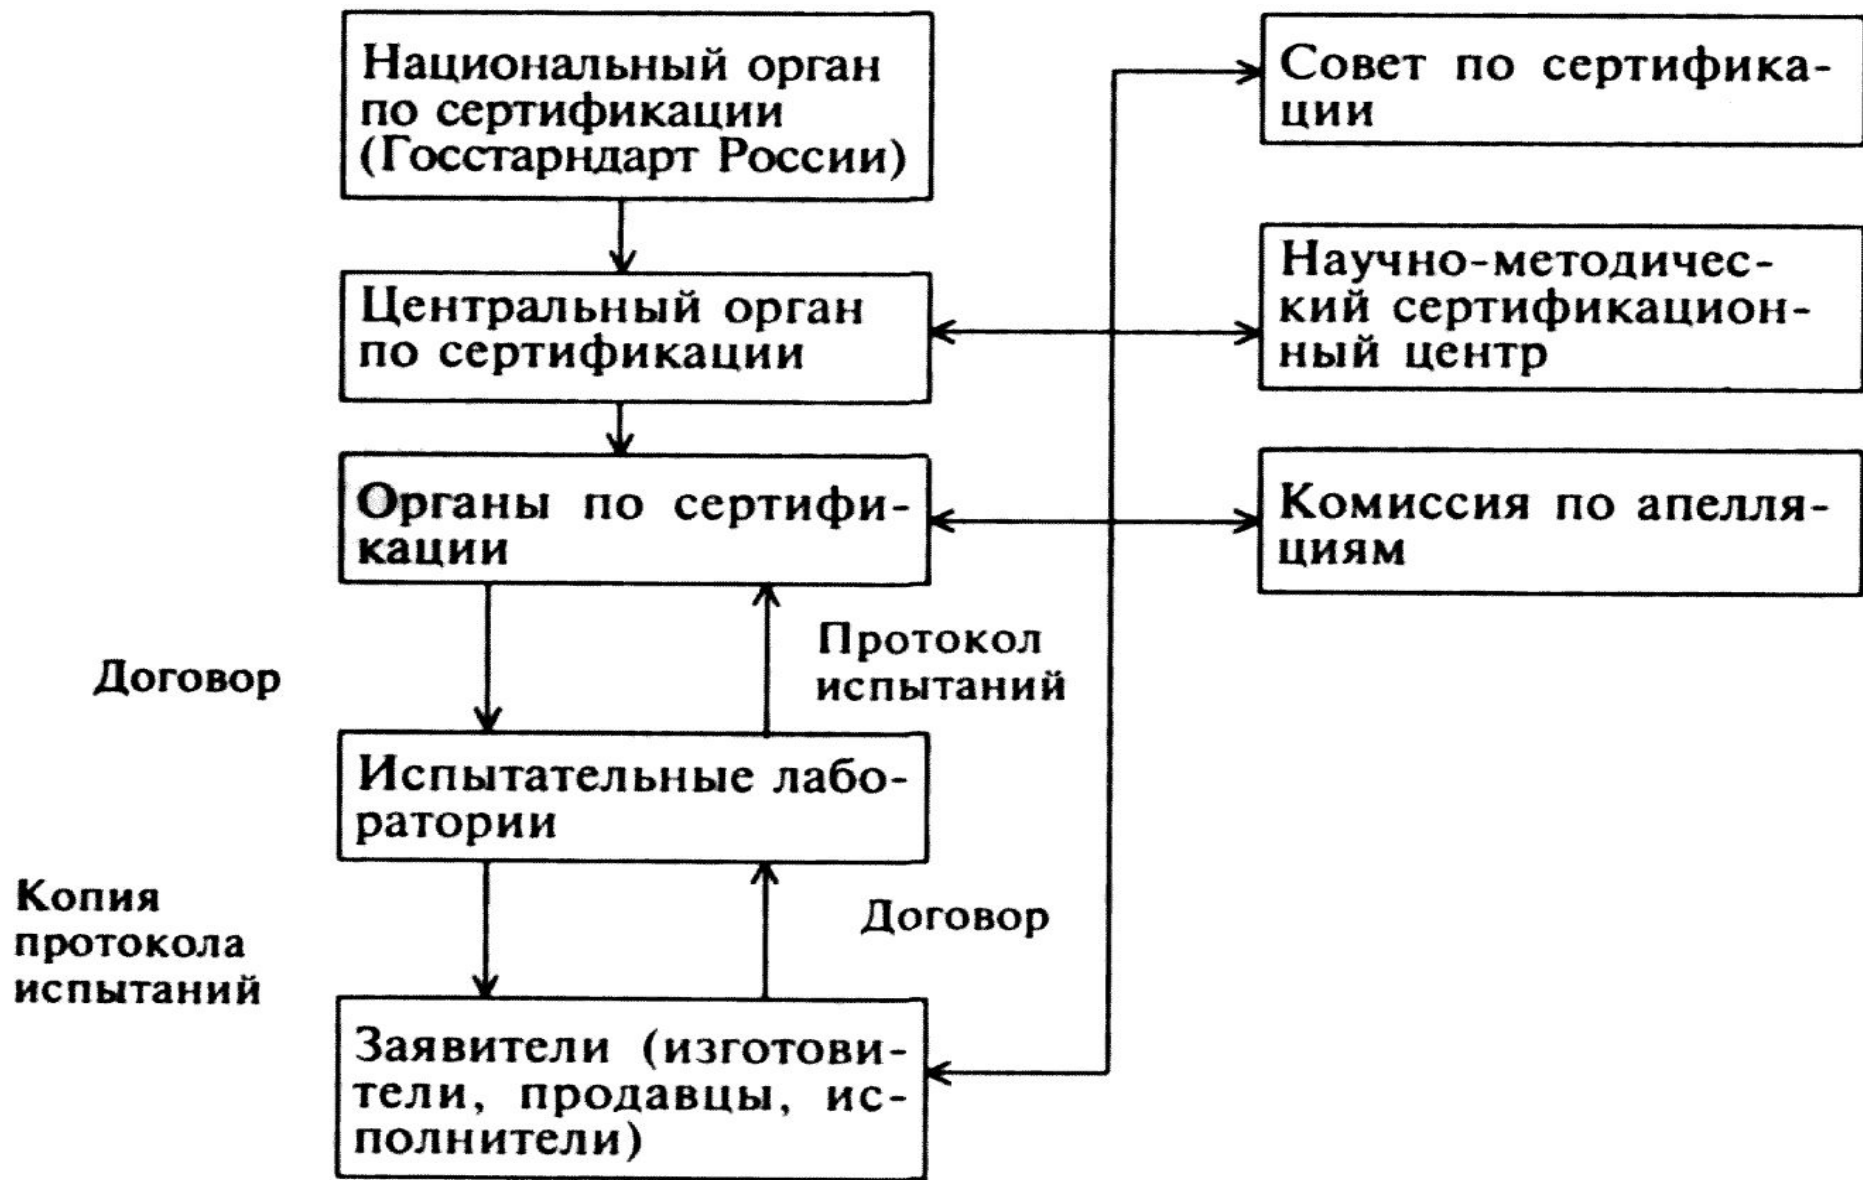 Национальный орган
по сертификации
(Госстарндарт России)
Совет по сертифика-
ции
Центральный орган
по сертификации
Научно-методичес-
кий сертификацион-
ный центр
Органы по сертифи-
кации
Комиссия по апелля-
циям
Договор
Протокол
испытаний
Испытательные лабо-
ратории
Копия
протокола
испытаний
Договор
Заявители (изготови-
тели, продавцы, ис-
полнители)